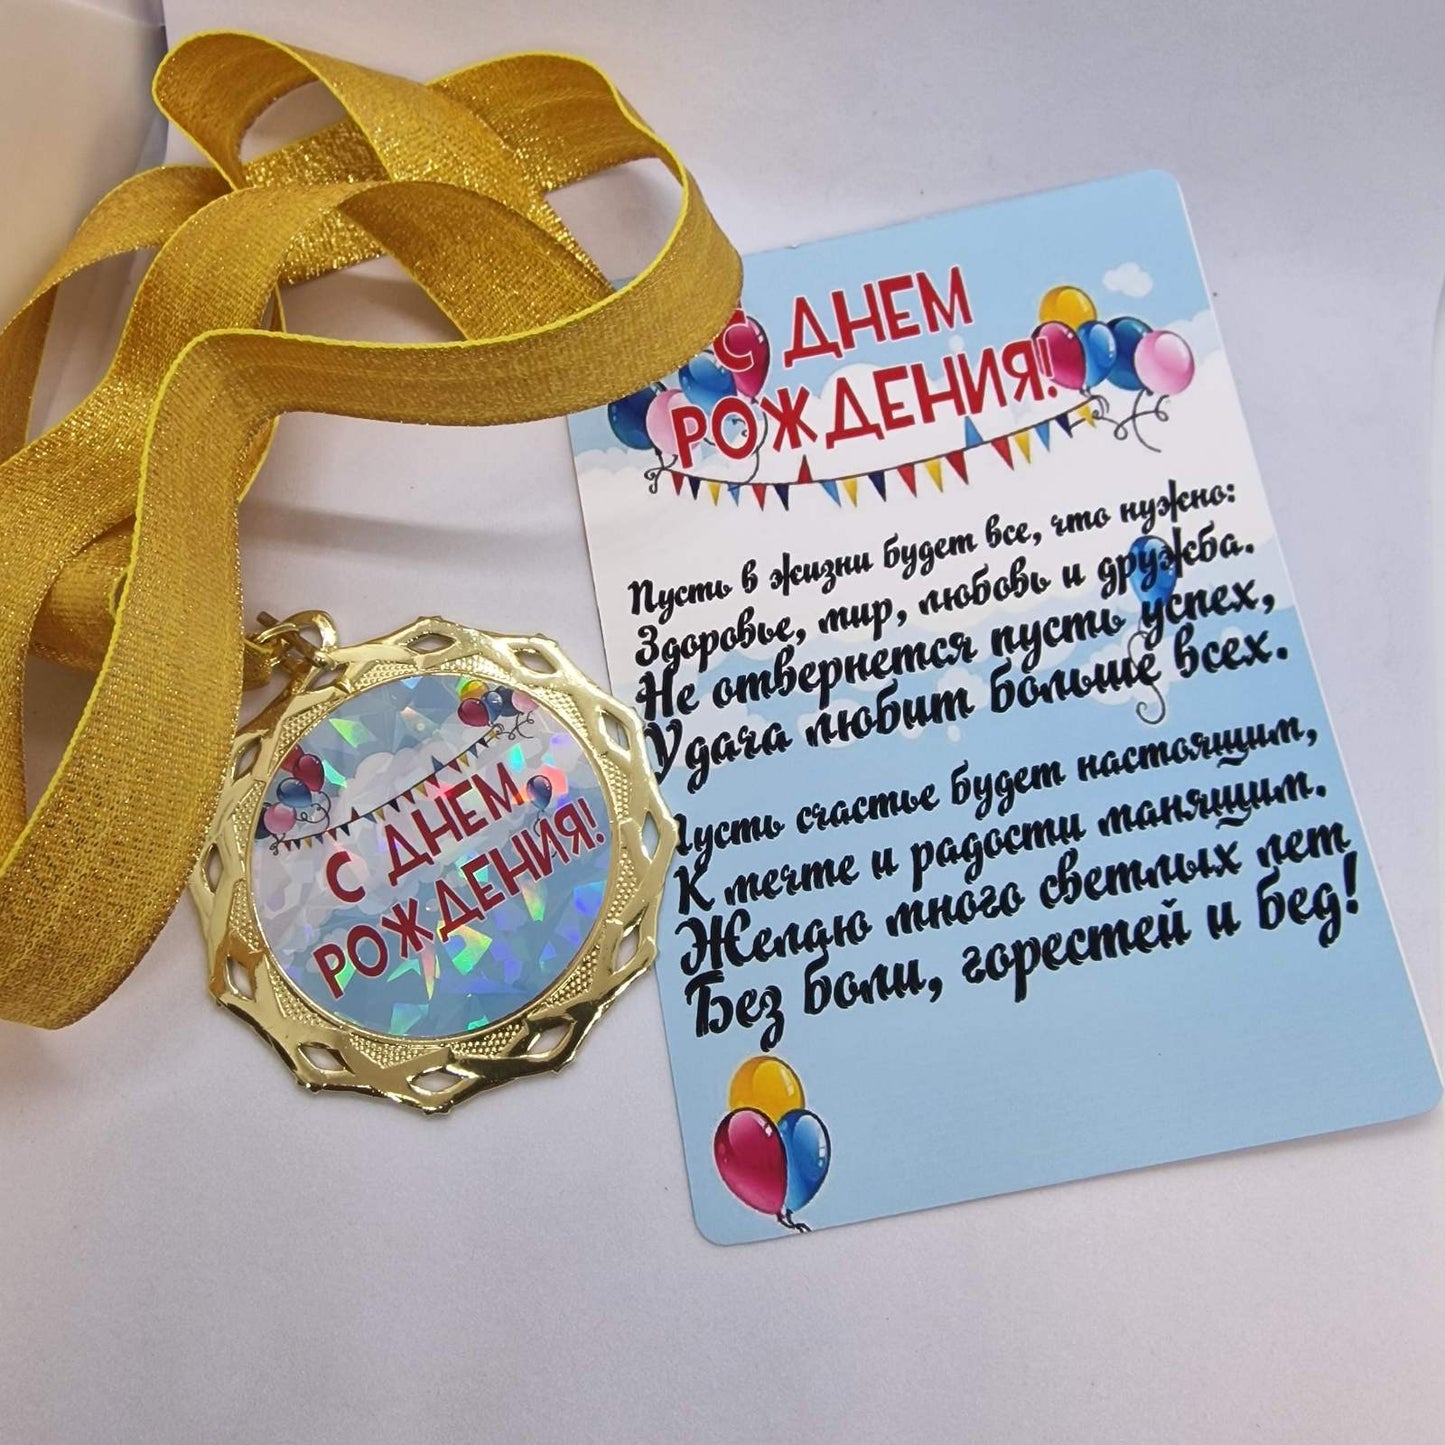 С ДНЕМ
РОЖДЕНИЯ!
Пусть в жизни будет все, что нужно:
Здоровье, мир, любовь и дружба.
Не отвернется пусть успех,
Удача любит больше всех.
Пусть счастье будет настоящим,
К мечте и радости манящим.
Желаю много светлых лет
Без боли, горестей и бед!
С ДНЕМ
РОЖДЕНИЯ!